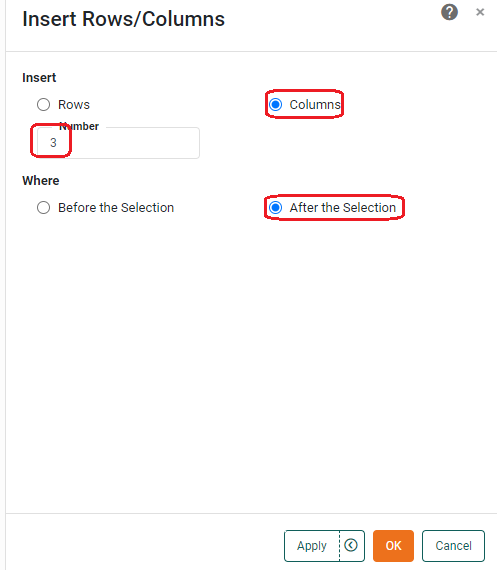 Insert Rows/Columns
Insert
Rows
Columns
Number
3
Where
Before the Selection
After the Selection
Apply
OK
Cancel